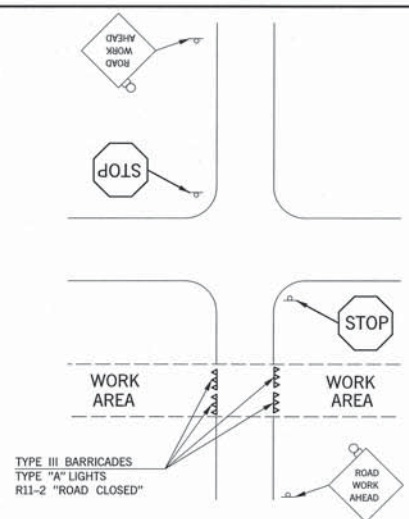 ROAD
WORK
AHEAD
STOP
STOP
WORK
AREA
WORK
AREA
TYPE III BARRICADES
TYPE "A" LIGHTS
R11-2 "ROAD CLOSED"
ROAD
WORK
AHEAD